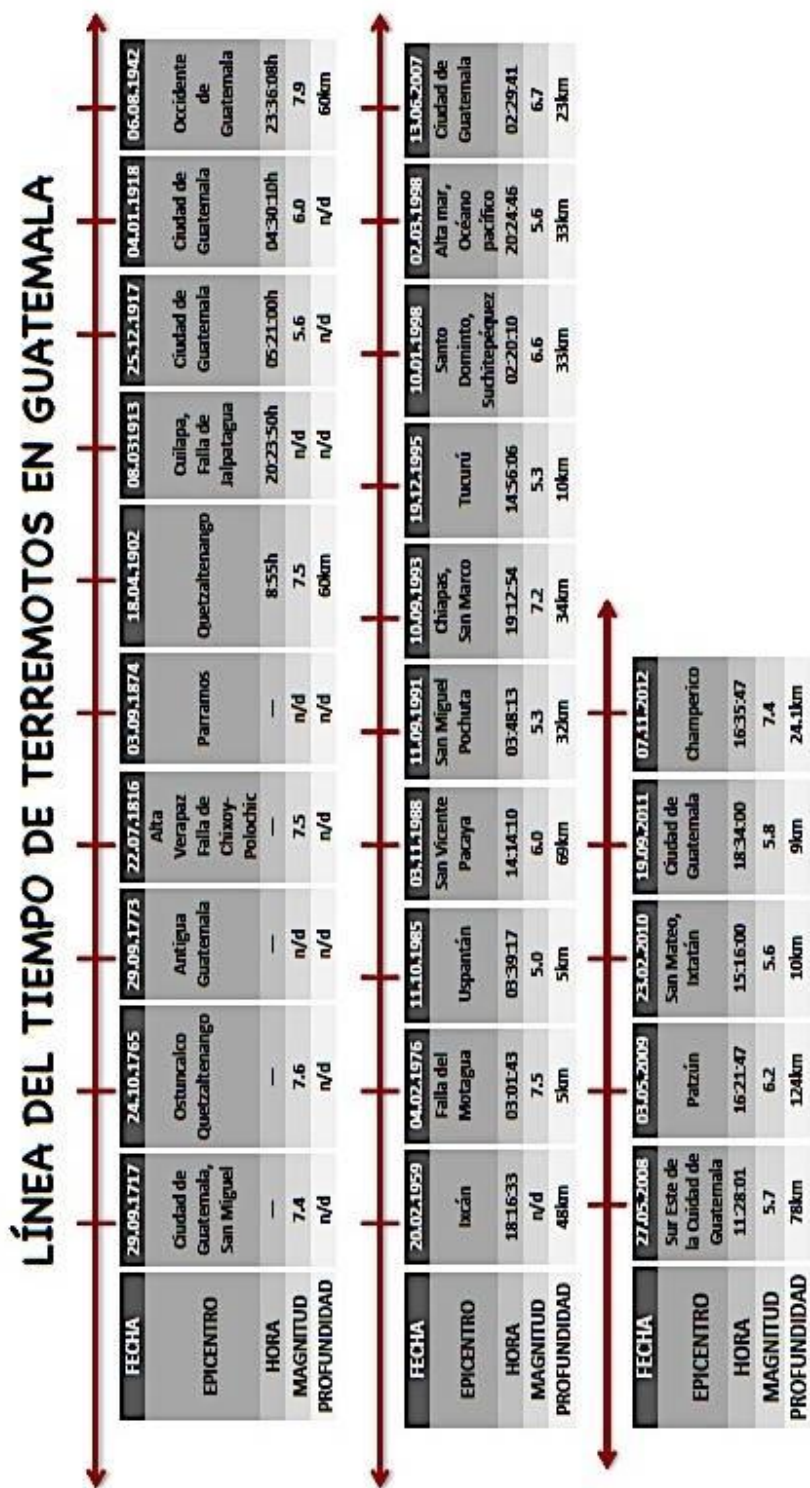 LÍNEA DEL TIEMPO DE TERREMOTOS EN GUATEMALA
FECHA 29.09.1717 24.10.1765 29.09.1773 22.07.1816 03.09.1874 18.04.1902 08.031913 25.12.1917 04.01.1918 06.08.1942
EPICENTRO
Ciudad de
Guatemala,
San Miguel
Ostuncalco
Quetzaltenango
Antigua
Guatemala
Alta
Verapaz
Falla de
Chixoy-
Polochic
Parramos
Quetzaltenango
Cuilapa,
Falla de
Jalpatagua
Ciudad de
Guatemala
Ciudad de
Guatemala
Occidente
de
Guatemala
HORA — — — — — 8:55h 20:23:50h 05:21:00h 04:30:10h 23:36:08h
MAGNITUD 7.4 7.6 n/d 7.5 n/d 7.5 n/d 5.6 6.0 7.9
PROFUNDIDAD n/d n/d n/d n/d n/d 60km n/d n/d n/d 60km
FECHA 20.02.1959 04.02.1976 11.10.1985 03.11.1988 11.09.1991 10.09.1993 19.12.1995 10.01.1998 02.03.1998 13.06.2007
EPICENTRO
Ixcán
Falla del
Motagua
Uspantán
San Vicente
Pacaya
San Miguel
Pochuta
Chiapas,
San Marco
Tucurú
Santo
Dominto,
Suchitepéquez
Alta mar,
Océano
pacífico
Ciudad de
Guatemala
HORA 18:16:33 03:01:43 03:39:17 14:14:10 03:48:13 19:12:54 14:56:06 02:20:10 20:24:46 02:29:41
MAGNITUD n/d 7.5 5.0 6.0 5.3 7.2 5.3 6.6 5.6 6.7
PROFUNDIDAD 48km 5km 5km 69km 32km 34km 10km 33km 33km 23km
FECHA 27.05.2008 03.05.2009 23.02.2010 19.09.2011 07.11.2012
EPICENTRO
Sur Este de
la Cuidad de
Guatemala
Patzún
San Mateo,
Ixtatán
Ciudad de
Guatemala
Champerico
HORA 11:28:01 16:21:47 15:16:00 18:34:00 16:35:47
MAGNITUD 5.7 6.2 5.6 5.8 7.4
PROFUNDIDAD 78km 124km 10km 9km 24.1km